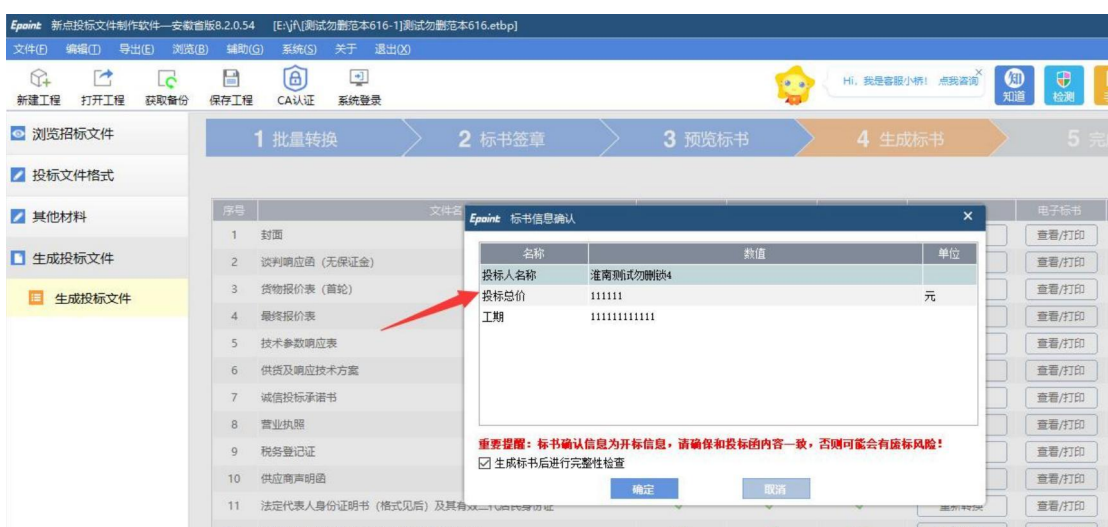 Epoint 新点投标文件制作软件—安徽省版8.2.0.54 [E:\jf\[测试勿删范本616-1]测试勿删范本616.etbp]
文件(F) 编辑(I) 导出(E) 浏览(B) 辅助(G) 系统(S) 关于 退出(X)
新建工程 打开工程 获取备份 保存工程 CA认证 系统登录
Hi，我是客服小桥！ 点我咨询
知 知道 检测
浏览招标文件
投标文件格式
其他材料
生成投标文件
生成投标文件
1 批量转换 2 标书签章 3 预览标书 4 生成标书 5
序号 文件名 电子标书
1 封面 查看/打印
2 谈判响应函（无保证金） 查看/打印
3 货物报价表（首轮） 查看/打印
4 最终报价表 查看/打印
5 技术参数响应表 查看/打印
6 供货及响应技术方案 查看/打印
7 诚信投标承诺书 查看/打印
8 营业执照 查看/打印
9 税务登记证 查看/打印
10 供应商声明函 查看/打印
11 法定代表人身份证明书（格式见后）及其有效二代居民身份证 重新转换 查看/打印
Epoint 标书信息确认
名称 数值 单位
投标人名称 淮南测试勿删锁4
投标总价 111111 元
工期 111111111111
重要提醒：标书确认信息为开标信息，请确保和投标函内容一致，否则可能会有废标风险！
生成标书后进行完整性检查
确定 取消